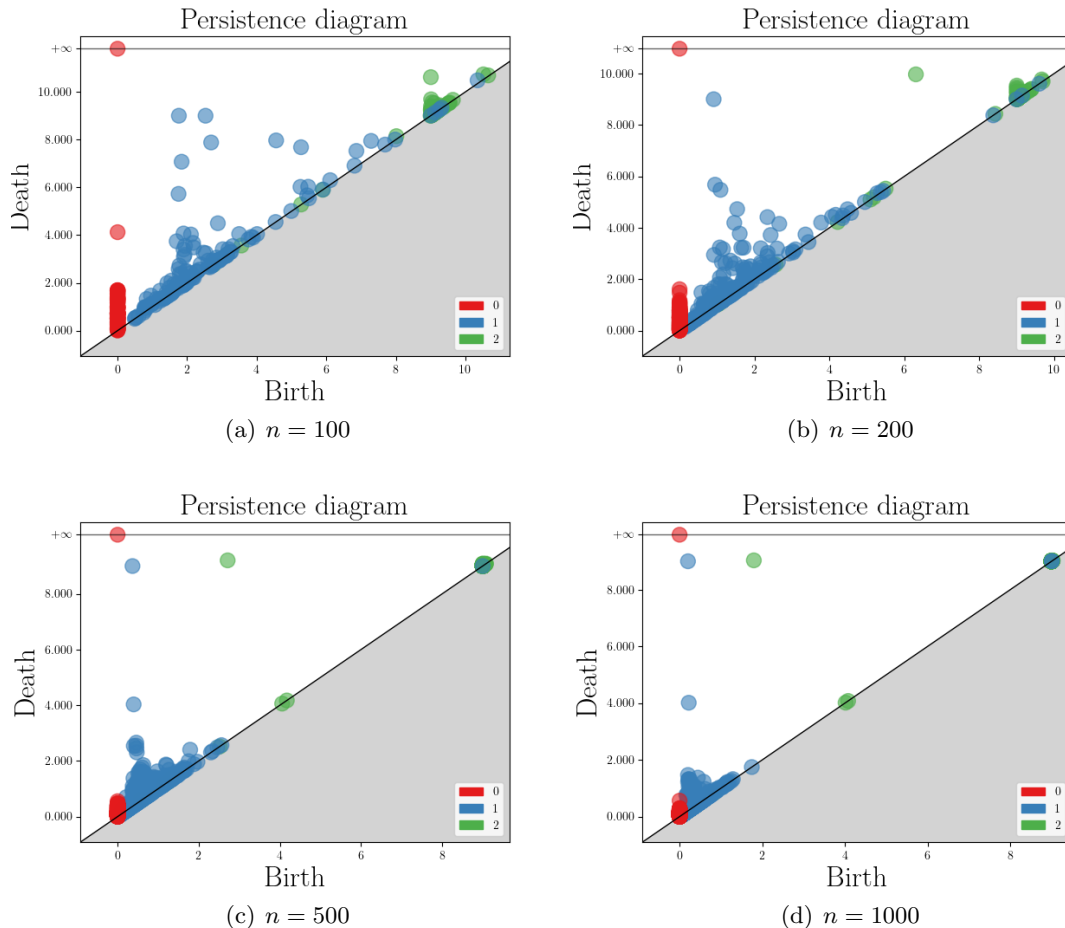 Persistence diagram
Persistence diagram
+∞
10.000
8.000
6.000
4.000
2.000
0.000
Death
0
1
2
0 2 4 6 8 10
Birth
+∞
10.000
8.000
6.000
4.000
2.000
0.000
Death
0
1
2
0 2 4 6 8 10
Birth
(a) n = 100
(b) n = 200
Persistence diagram
Persistence diagram
+∞
8.000
6.000
4.000
2.000
0.000
Death
0
1
2
0 2 4 6 8
Birth
+∞
8.000
6.000
4.000
2.000
0.000
Death
0
1
2
0 2 4 6 8
Birth
(c) n = 500
(d) n = 1000